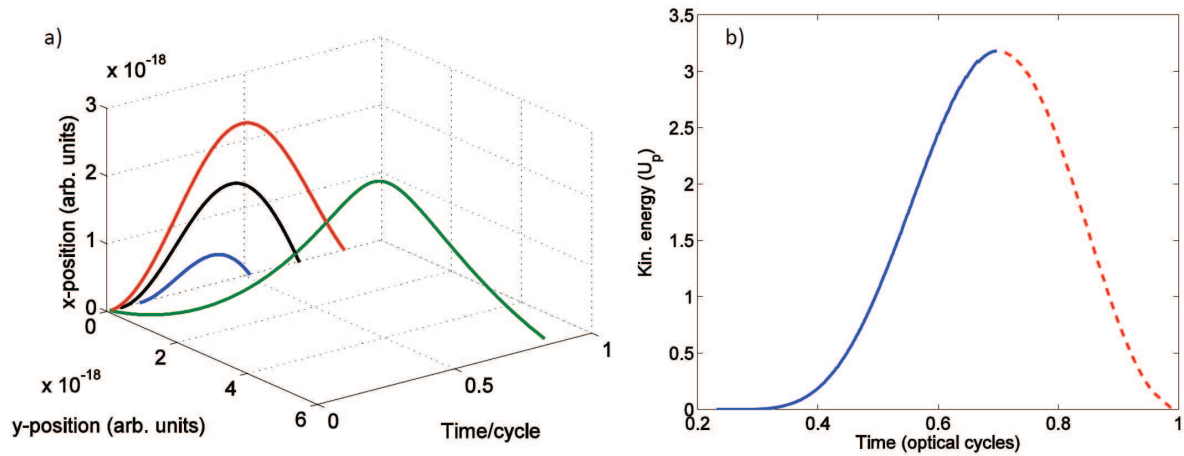 a)
x 10^-18
3
2
1
0
x-position (arb. units)
0
2
4
6
x 10^-18
y-position (arb. units)
0
0.5
1
Time/cycle
b)
3.5
3
2.5
2
1.5
1
0.5
0
Kin. energy (U_p)
0.2
0.4
0.6
0.8
1
Time (optical cycles)